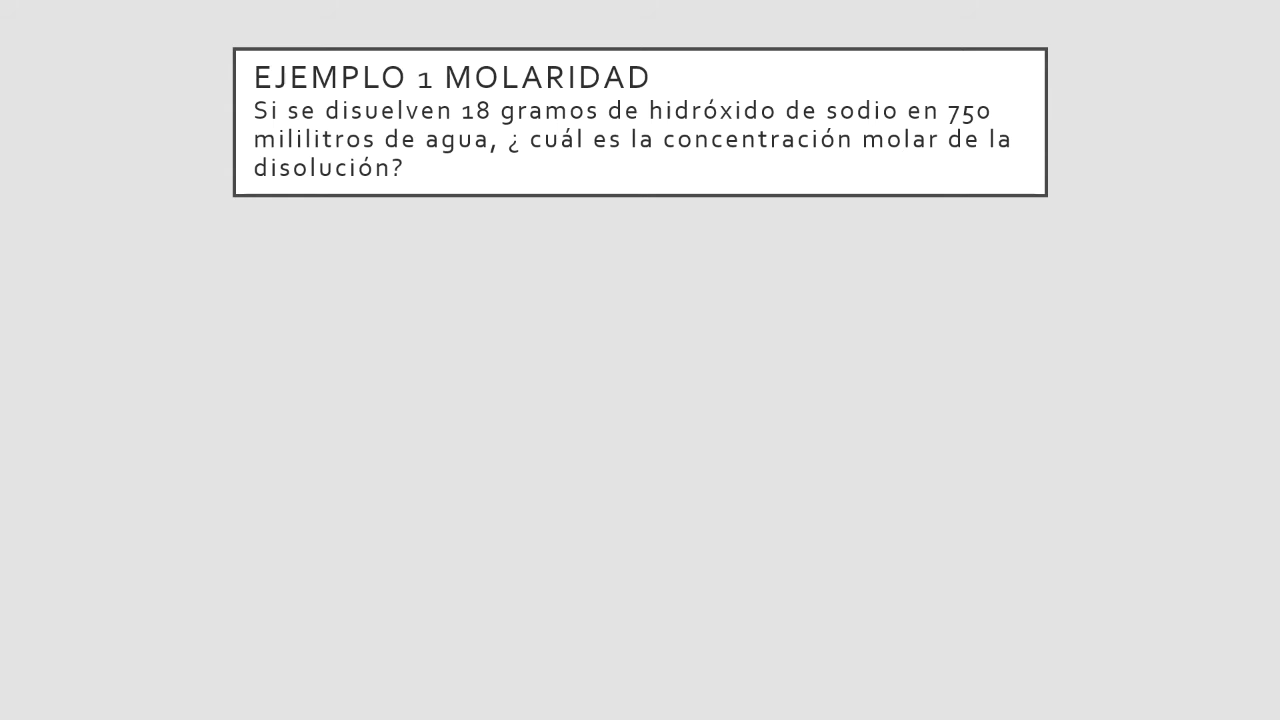 EJEMPLO 1 MOLARIDAD
Si se disuelven 18 gramos de hidróxido de sodio en 750
mililitros de agua, ¿ cuál es la concentración molar de la
disolución?